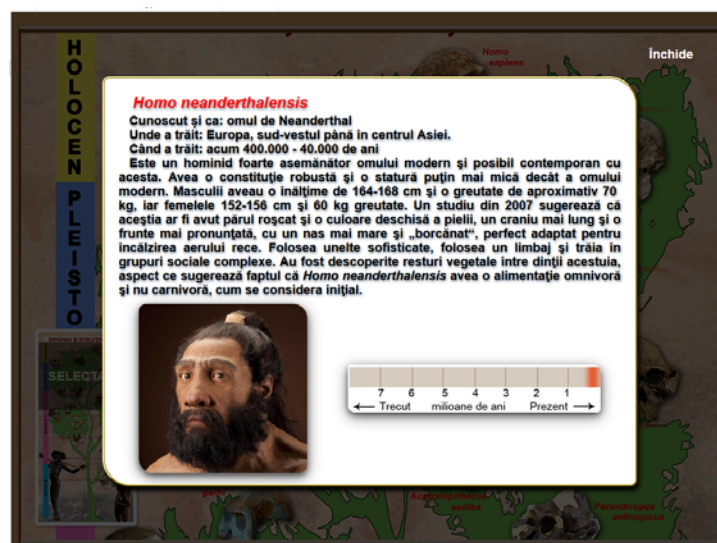 Homo sapiens
Închide
HOLOCEN
Homo neanderthalensis
Cunoscut și ca: omul de Neanderthal
Unde a trăit: Europa, sud-vestul până în centrul Asiei.
Când a trăit: acum 400.000 - 40.000 de ani
Este un hominid foarte asemănător omului modern şi posibil contemporan cu
acesta. Avea o constituţie robustă şi o statură puţin mai mică decât a omului
modern. Masculii aveau o înălţime de 164-168 cm şi o greutate de aproximativ 70
kg, iar femelele 152-156 cm şi 60 kg greutate. Un studiu din 2007 sugerează că
aceştia ar fi avut părul roşcat şi o culoare deschisă a pielii, un craniu mai lung şi o
frunte mai pronunţată, cu un nas mai mare şi „borcănat“, perfect adaptat pentru
încălzirea aerului rece. Folosea unelte sofisticate, folosea un limbaj şi trăia în
grupuri sociale complexe. Au fost descoperite resturi vegetale între dinţii acestuia,
aspect ce sugerează faptul că Homo neanderthalensis avea o alimentaţie omnivoră
şi nu carnivoră, cum se considera iniţial.
PLEISTO
SELECTA
7 6 5 4 3 2 1
← Trecut milioane de ani Prezent →
garhi
Australopithecus
sediba
Paranthropus
aethiopicus